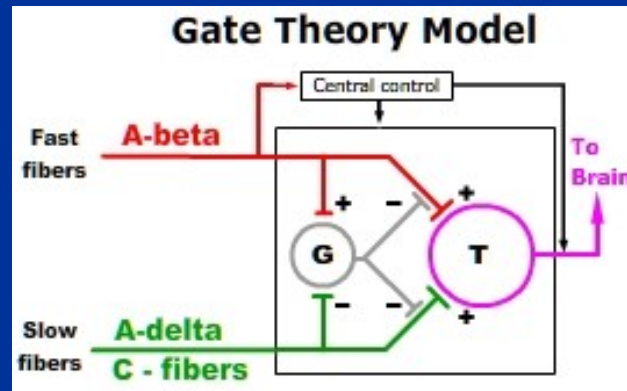 Gate Theory Model
Central control
Fast
fibers
A-beta
To
Brain
+
−
+
G
T
−
−
+
Slow
fibers
A-delta
C - fibers